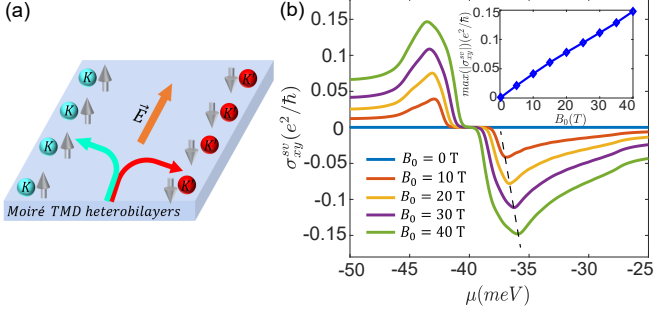 (a)
K K
K K
K K
K K
E⃗
Moiré TMD heterobilayers
(b)
σ^{sv}_{xy}(e²/ℏ)
0.15
0.1
0.05
0
-0.05
-0.1
-0.15
-50 -45 -40 -35 -30 -25
μ(meV)
B₀ = 0 T
B₀ = 10 T
B₀ = 20 T
B₀ = 30 T
B₀ = 40 T
max(|σ^{sv}_{xy}|)(e²/ℏ)
0.15
0.1
0.05
0
0 10 20 30 40
B₀(T)